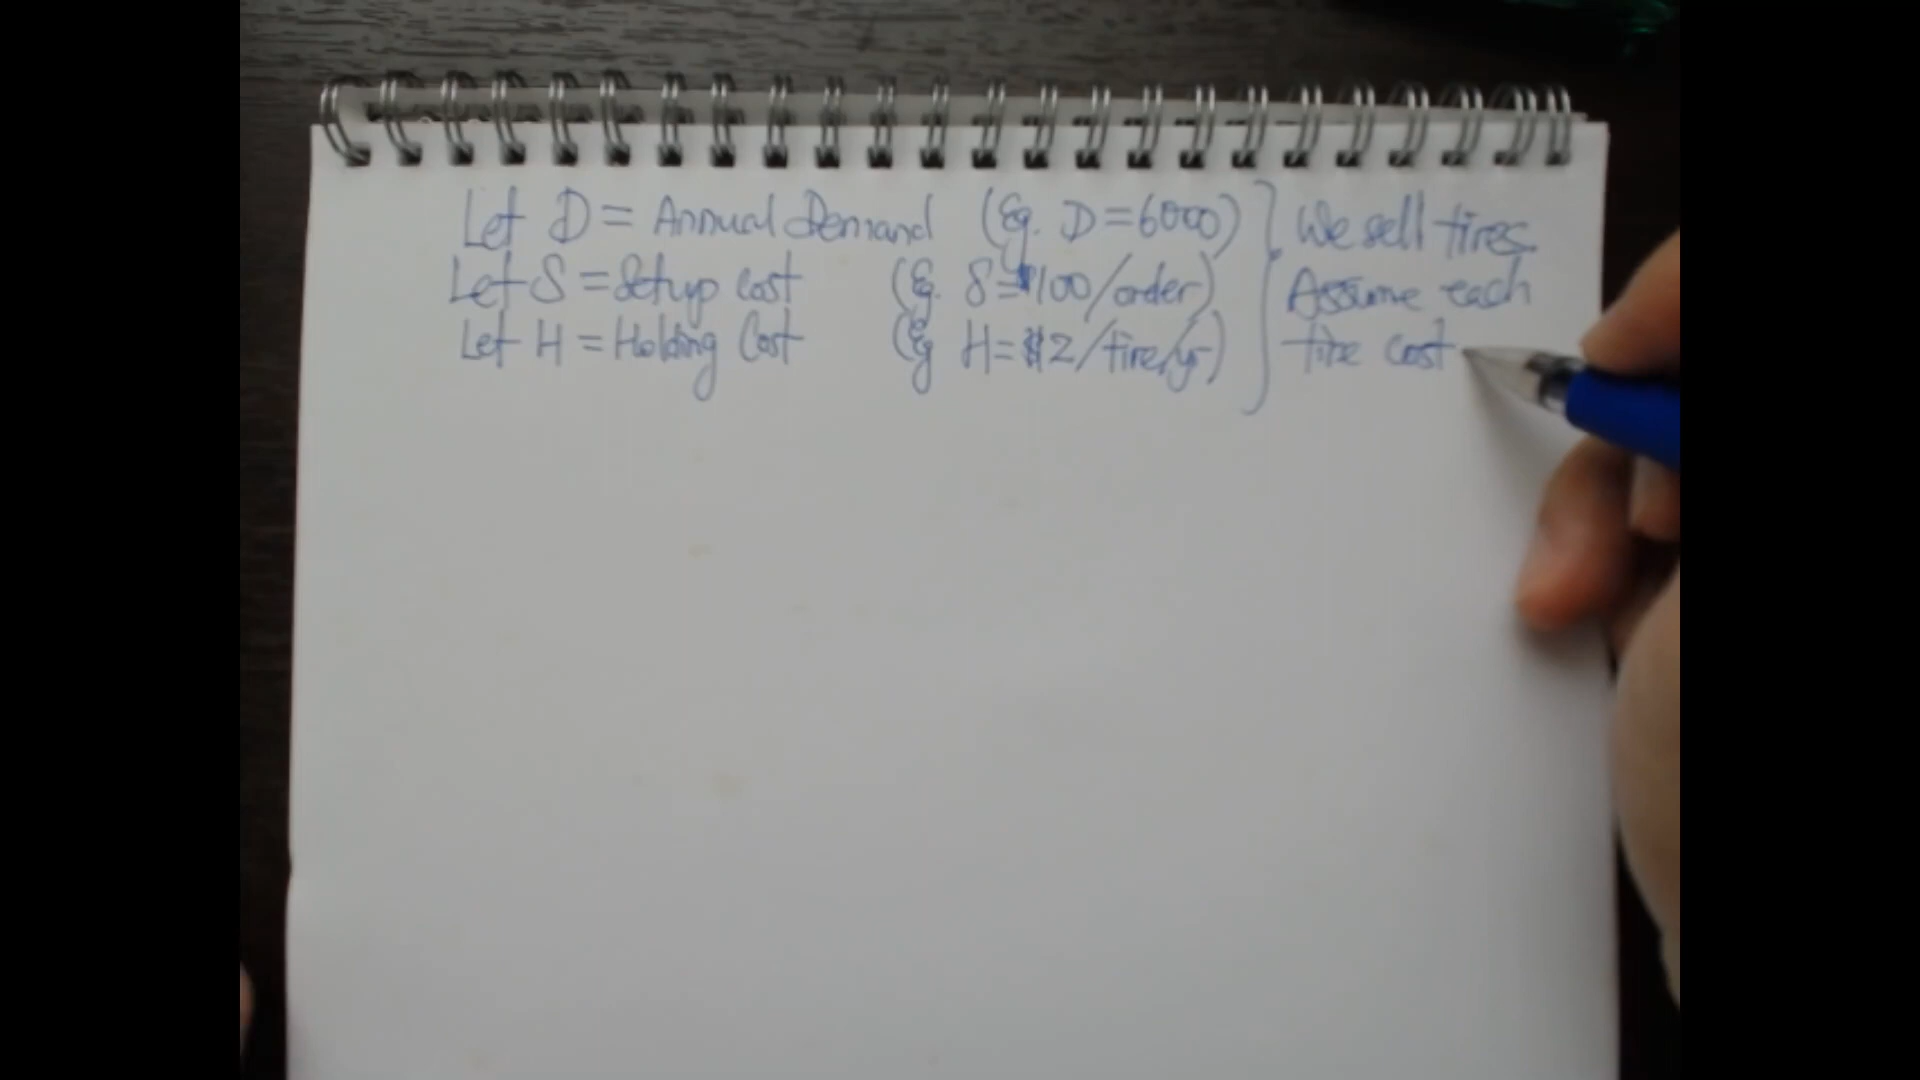 Let D = Annual Demand (Eg. D = 6000) } We sell tires.
Let S = Setup cost (Eg. S = $100/order) Assume each
Let H = Holding Cost (Eg H = $2/tire/yr) tire cost